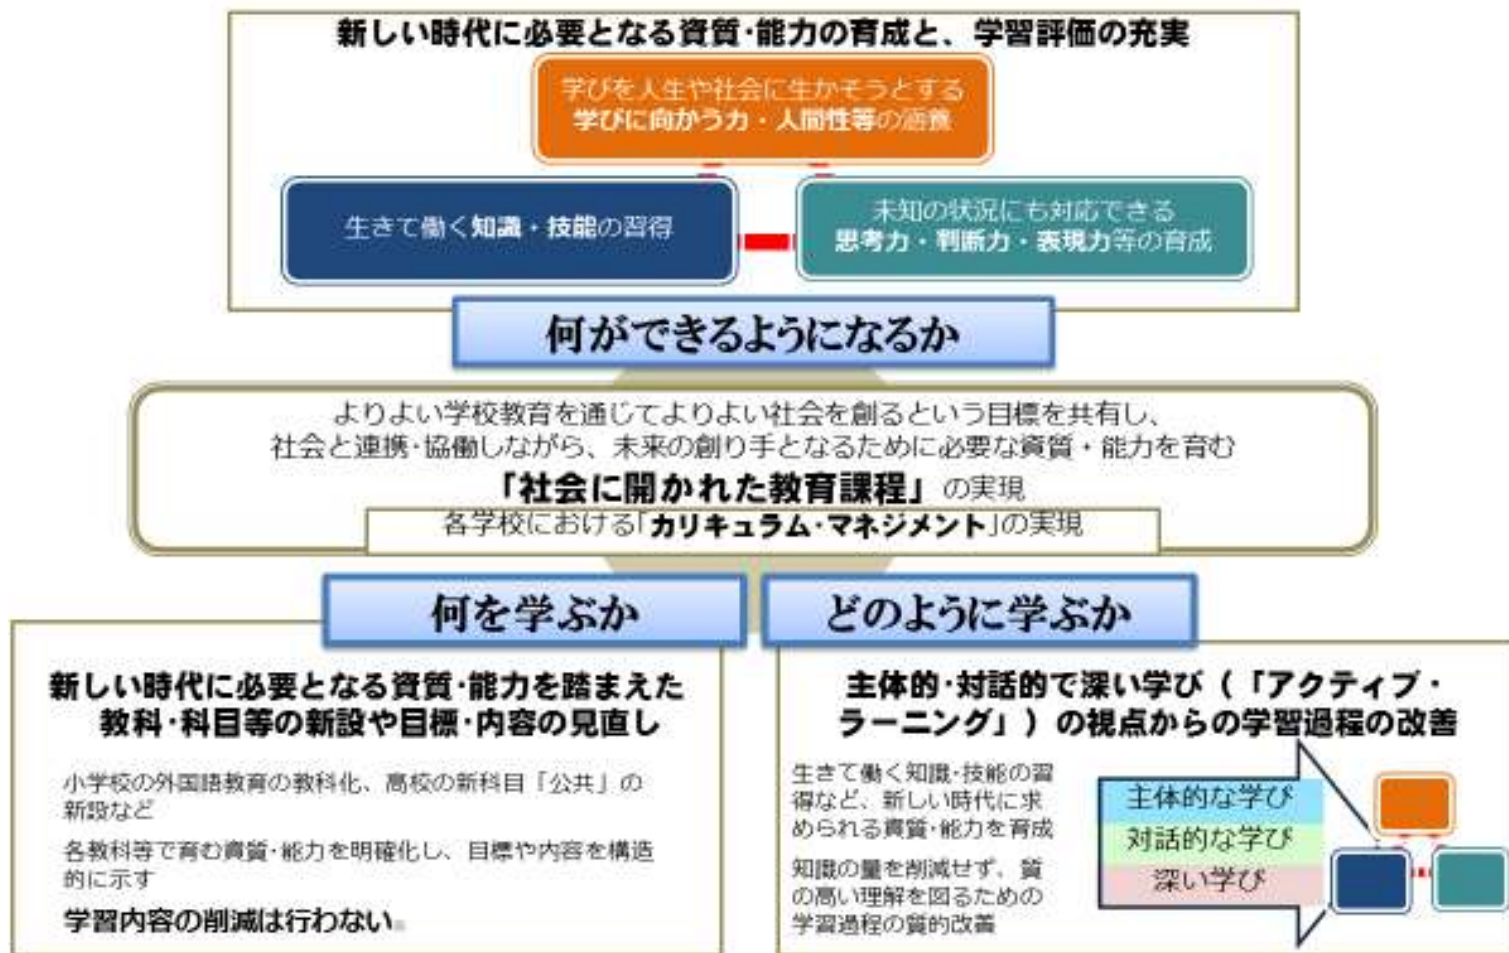 新しい時代に必要となる資質･能力の育成と、学習評価の充実
学びを人生や社会に生かそうとする
学びに向かう力・人間性等の涵養
生きて働く知識・技能の習得
未知の状況にも対応できる
思考力・判断力・表現力等の育成
何ができるようになるか
よりよい学校教育を通じてよりよい社会を創るという目標を共有し、
社会と連携･協働しながら、未来の創り手となるために必要な資質・能力を育む
「社会に開かれた教育課程」の実現
各学校における｢カリキュラム･マネジメント｣の実現
何を学ぶか
新しい時代に必要となる資質･能力を踏まえた
教科･科目等の新設や目標･内容の見直し
小学校の外国語教育の教科化、高校の新科目「公共」の
新設など
各教科等で育む資質･能力を明確化し、目標や内容を構造
的に示す
学習内容の削減は行わない。
どのように学ぶか
主体的･対話的で深い学び（「アクティブ・
ラーニング」）の視点からの学習過程の改善
生きて働く知識･技能の習
得など、新しい時代に求
められる資質･能力を育成
知識の量を削減せず、質
の高い理解を図るための
学習過程の質的改善
主体的な学び
対話的な学び
深い学び